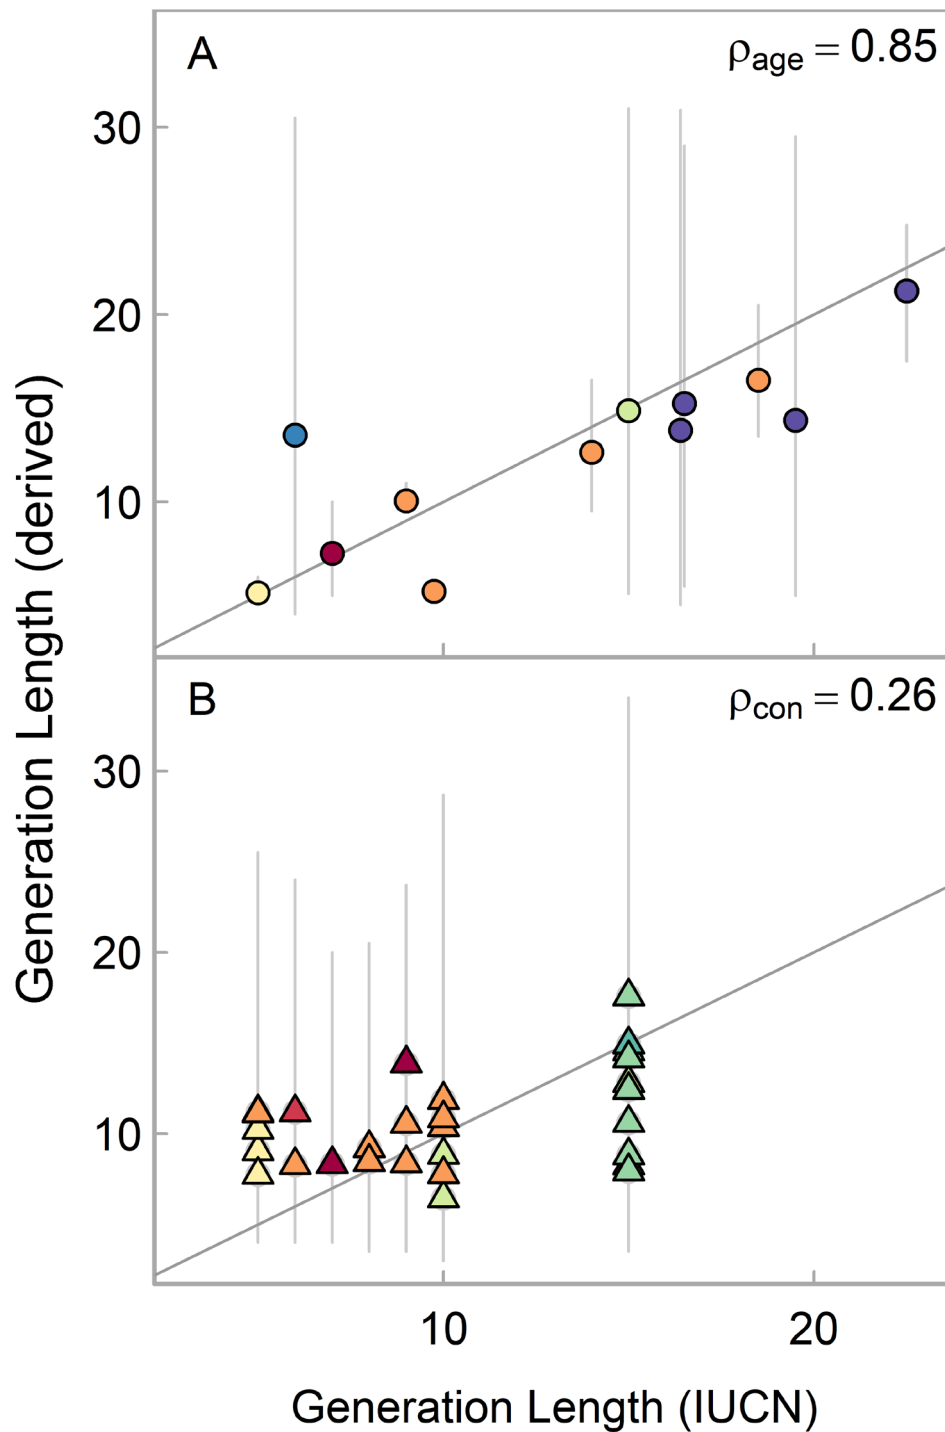 A
ρage = 0.85
30
20
10
B
ρcon = 0.26
30
20
10
10 20
Generation Length (derived)
Generation Length (IUCN)